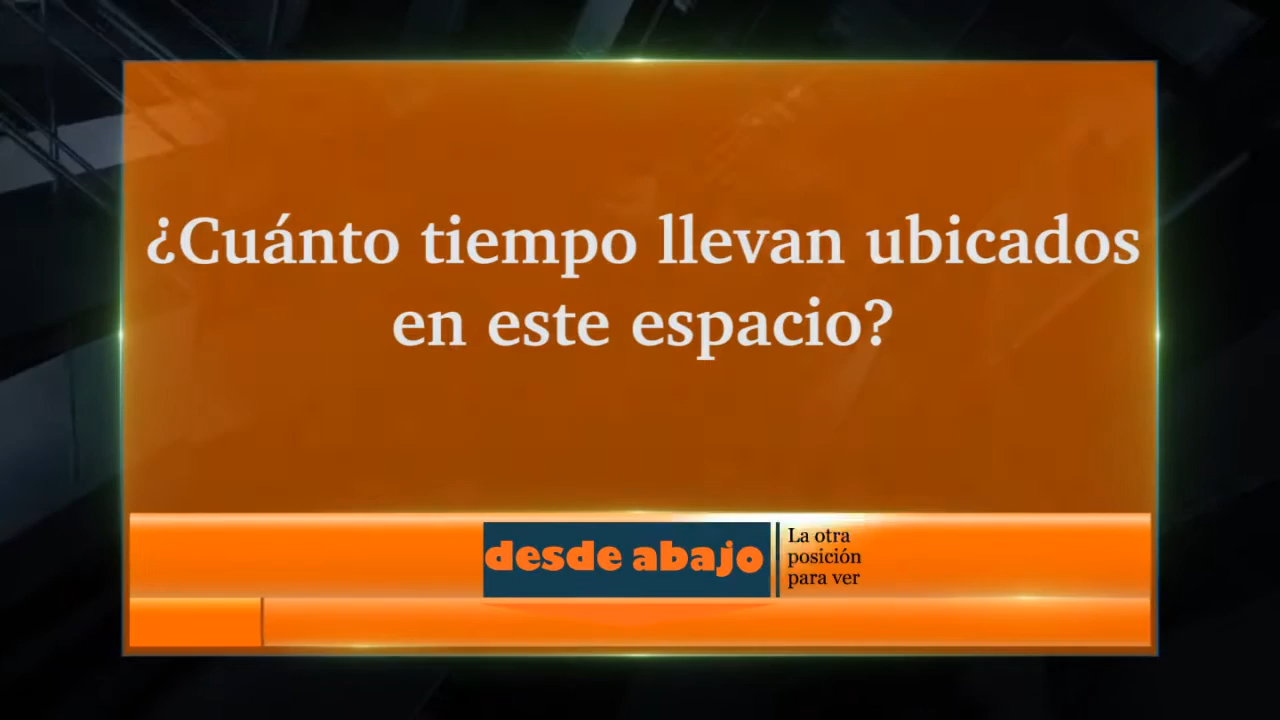 ¿Cuánto tiempo llevan ubicados
en este espacio?
desde abajo
La otra
posición
para ver